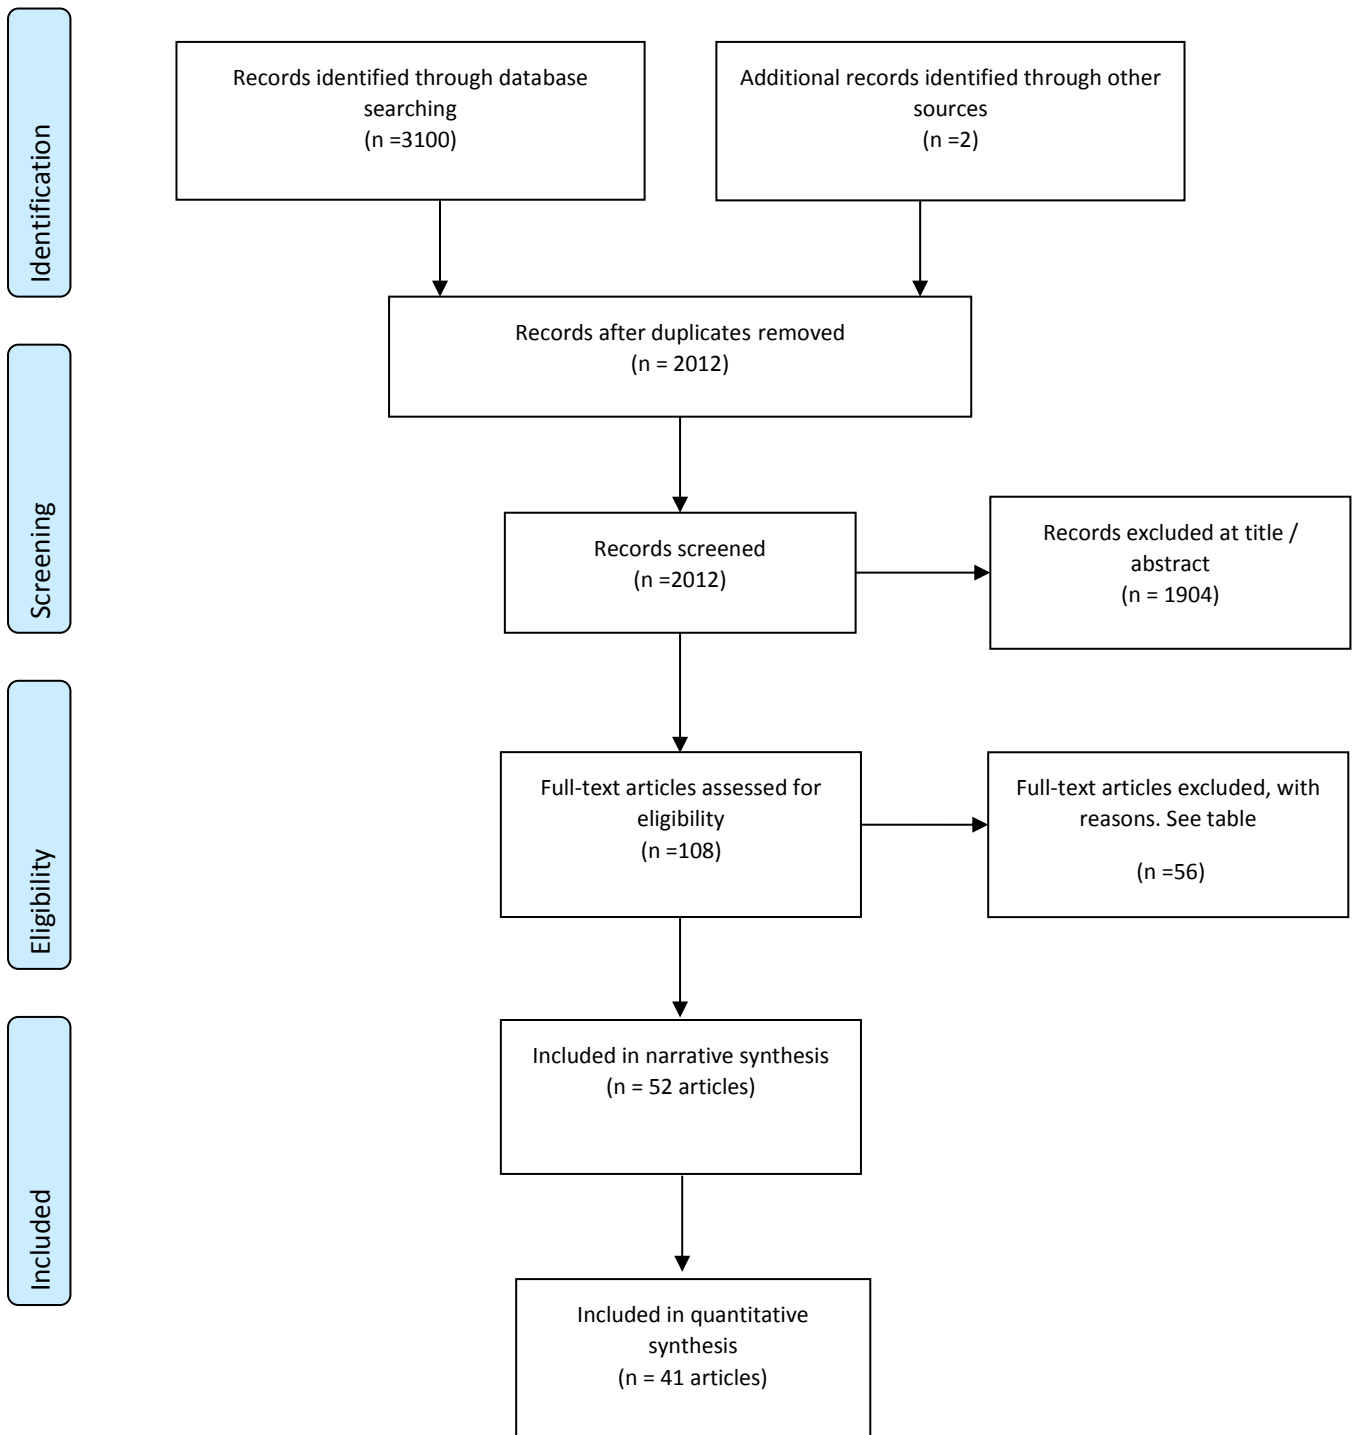 Identification
Records identified through database
searching
(n =3100)
Additional records identified through other
sources
(n =2)
Records after duplicates removed
(n = 2012)
Screening
Records screened
(n =2012)
Records excluded at title /
abstract
(n = 1904)
Eligibility
Full-text articles assessed for
eligibility
(n =108)
Full-text articles excluded, with
reasons. See table
(n =56)
Included
Included in narrative synthesis
(n = 52 articles)
Included in quantitative
synthesis
(n = 41 articles)